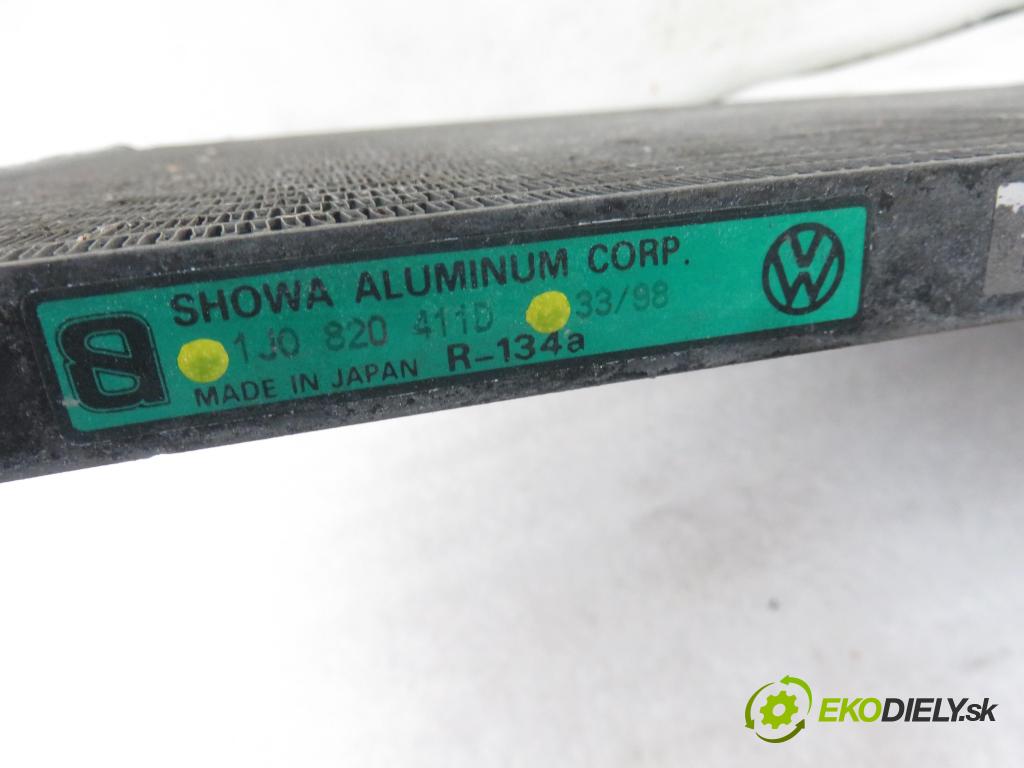 SHOWA ALUMINUM CORP.
1J0 820 411D 33/98
MADE IN JAPAN R-134a
EKODIELY.sk